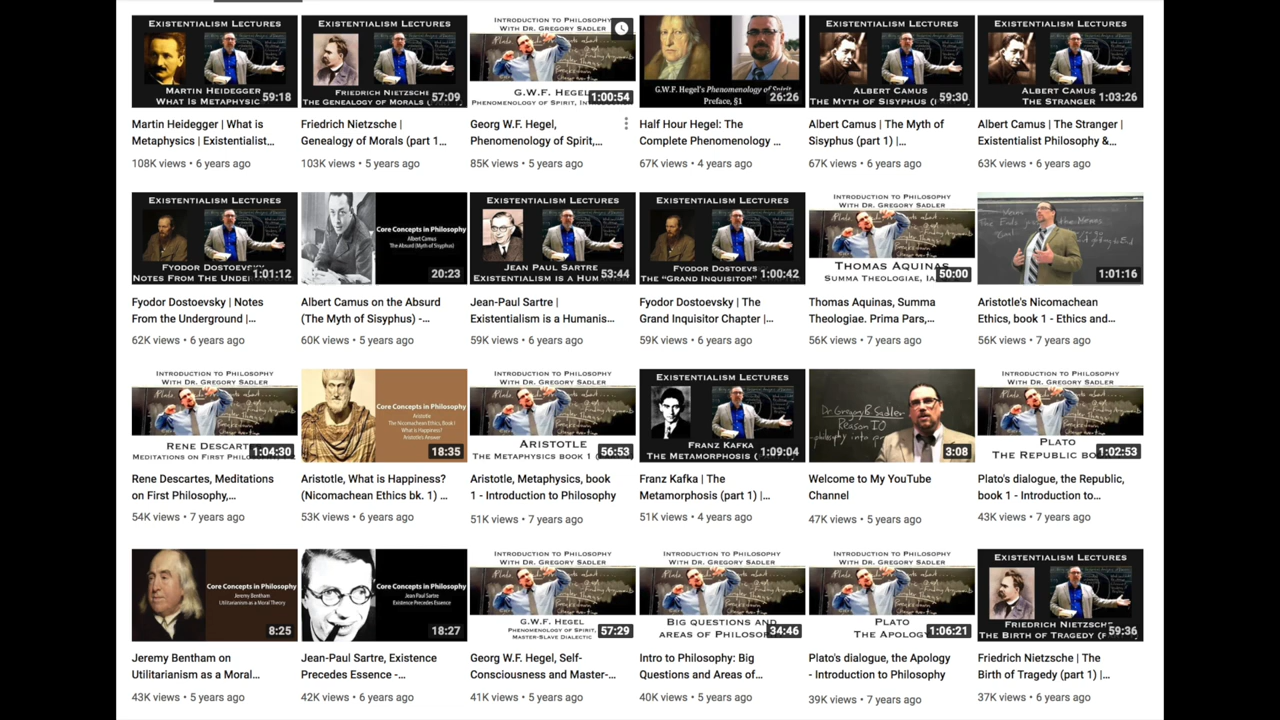 EXISTENTIALISM LECTURES
MARTIN HEIDEGGER
WHAT IS METAPHYSIC
59:18
EXISTENTIALISM LECTURES
FRIEDRICH NIETZSCHE
THE GENEALOGY OF MORALS
57:09
INTRODUCTION TO PHILOSOPHY
WITH DR. GREGORY SADLER
G.W.F. HEGEL
PHENOMENOLOGY OF SPIRIT,
1:00:54
G.W.F. Hegel's Phenomenology of Spirit
Preface, §1
26:26
EXISTENTIALISM LECTURES
ALBERT CAMUS
THE MYTH OF SISYPHUS
59:30
EXISTENTIALISM LECTURES
ALBERT CAMUS
THE STRANGER
1:03:26
Martin Heidegger | What is
Metaphysics | Existentialist...
108K views • 6 years ago
Friedrich Nietzsche |
Genealogy of Morals (part 1...
103K views • 5 years ago
Georg W.F. Hegel,
Phenomenology of Spirit,...
85K views • 5 years ago
Half Hour Hegel: The
Complete Phenomenology ...
67K views • 4 years ago
Albert Camus | The Myth of
Sisyphus (part 1) |...
67K views • 6 years ago
Albert Camus | The Stranger |
Existentialist Philosophy &...
63K views • 6 years ago
EXISTENTIALISM LECTURES
FYODOR DOSTOEVSKY
NOTES FROM THE UNDE
1:01:12
Core Concepts in Philosophy
Albert Camus
The Absurd (Myth of Sisyphus)
20:23
EXISTENTIALISM LECTURES
JEAN PAUL SARTRE
EXISTENTIALISM IS A HUM
53:44
EXISTENTIALISM LECTURES
FYODOR DOSTOEVS
THE "GRAND INQUISITOR"
1:00:42
INTRODUCTION TO PHILOSOPHY
WITH DR. GREGORY SADLER
THOMAS AQUINAS
SUMMA THEOLOGIAE, IA
50:00
1:01:16
Fyodor Dostoevsky | Notes
From the Underground |...
62K views • 6 years ago
Albert Camus on the Absurd
(The Myth of Sisyphus) -...
60K views • 5 years ago
Jean-Paul Sartre |
Existentialism is a Humanis...
59K views • 6 years ago
Fyodor Dostoevsky | The
Grand Inquisitor Chapter |...
59K views • 6 years ago
Thomas Aquinas, Summa
Theologiae. Prima Pars,...
56K views • 7 years ago
Aristotle's Nicomachean
Ethics, book 1 - Ethics and...
56K views • 7 years ago
INTRODUCTION TO PHILOSOPHY
WITH DR. GREGORY SADLER
RENE DESCART
MEDITATIONS ON FIRST PHILO
1:04:30
Core Concepts in Philosophy
Aristotle
The Nicomachean Ethics, Book I
What is Happiness?
Aristotle's Answer
18:35
INTRODUCTION TO PHILOSOPHY
WITH DR. GREGORY SADLER
ARISTOTLE
THE METAPHYSICS BOOK 1
56:53
EXISTENTIALISM LECTURES
FRANZ KAFKA
THE METAMORPHOSIS
1:09:04
Dr Gregory B Sadler
Reason IO
philosophy into pr
3:08
INTRODUCTION TO PHILOSOPHY
WITH DR. GREGORY SADLER
PLATO
THE REPUBLIC BO
1:02:53
Rene Descartes, Meditations
on First Philosophy,...
54K views • 7 years ago
Aristotle, What is Happiness?
(Nicomachean Ethics bk. 1) ...
53K views • 6 years ago
Aristotle, Metaphysics, book
1 - Introduction to Philosophy
51K views • 7 years ago
Franz Kafka | The
Metamorphosis (part 1) |...
51K views • 4 years ago
Welcome to My YouTube
Channel
47K views • 5 years ago
Plato's dialogue, the Republic,
book 1 - Introduction to...
43K views • 7 years ago
Core Concepts in Philosophy
Jeremy Bentham
Utilitarianism as a Moral Theory
8:25
Core Concepts in Philosophy
Jean Paul Sartre
Existence Precedes Essence
18:27
INTRODUCTION TO PHILOSOPHY
WITH DR. GREGORY SADLER
G.W.F. HEGEL
PHENOMENOLOGY OF SPIRIT,
MASTER-SLAVE DIALECTIC
57:29
INTRODUCTION TO PHILOSOPHY
WITH DR. GREGORY SADLER
BIG QUESTIONS AND
AREAS OF PHILOSO
34:46
INTRODUCTION TO PHILOSOPHY
WITH DR. GREGORY SADLER
PLATO
THE APOLOG
1:06:21
EXISTENTIALISM LECTURES
FRIEDRICH NIETZSCHE
THE BIRTH OF TRAGEDY
59:36
Jeremy Bentham on
Utilitarianism as a Moral...
43K views • 5 years ago
Jean-Paul Sartre, Existence
Precedes Essence -...
42K views • 6 years ago
Georg W.F. Hegel, Self-
Consciousness and Master-...
41K views • 5 years ago
Intro to Philosophy: Big
Questions and Areas of...
40K views • 5 years ago
Plato's dialogue, the Apology
- Introduction to Philosophy
39K views • 7 years ago
Friedrich Nietzsche | The
Birth of Tragedy (part 1) |...
37K views • 6 years ago